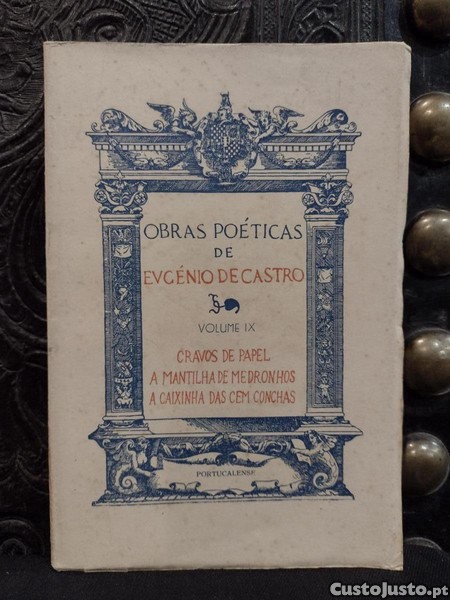 OBRAS POÉTICAS
DE
EVGÉNIO DE CASTRO
VOLUME IX
CRAVOS DE PAPEL
A MANTILHA DE MEDRONHOS
A CAIXINHA DAS CEM CONCHAS
PORTUCALENSE
CustoJusto.pt